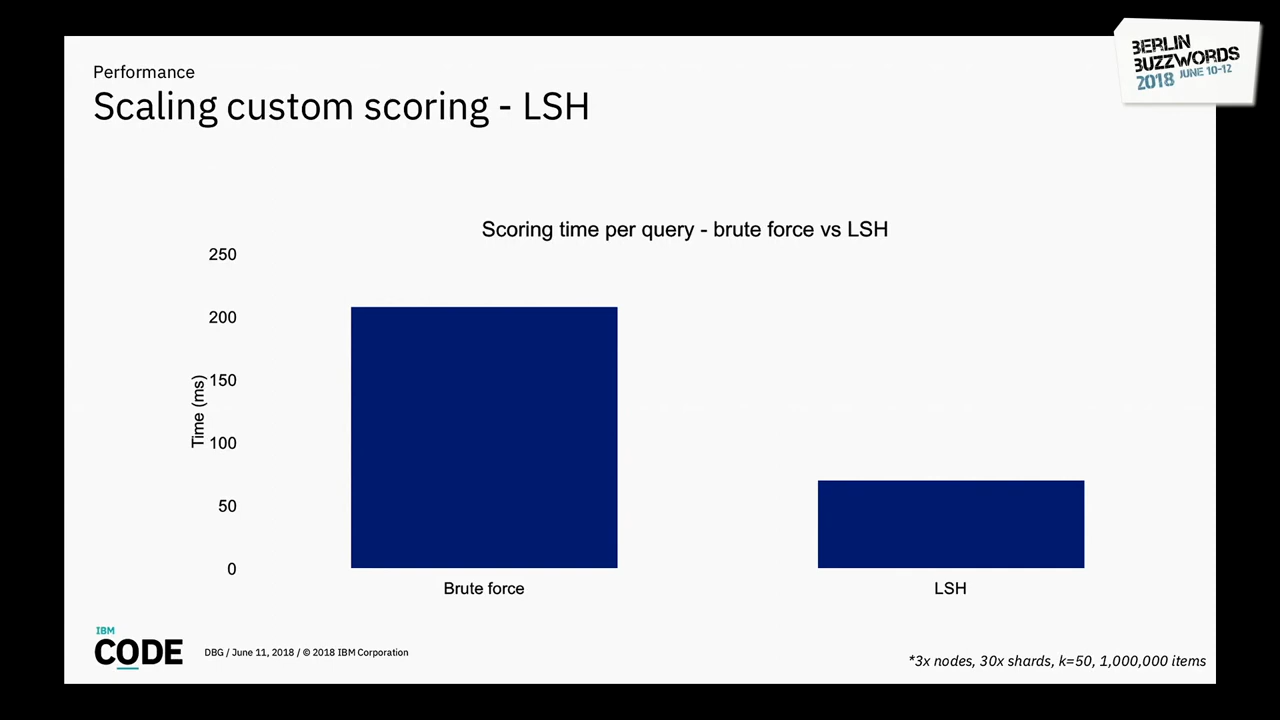 BERLIN
BUZZWORDS
2018 JUNE 10-12
Performance
Scaling custom scoring - LSH
Scoring time per query - brute force vs LSH
250
200
150
100
50
0
Time (ms)
Brute force
LSH
IBM
CODE
DBG / June 11, 2018 / © 2018 IBM Corporation
*3x nodes, 30x shards, k=50, 1,000,000 items